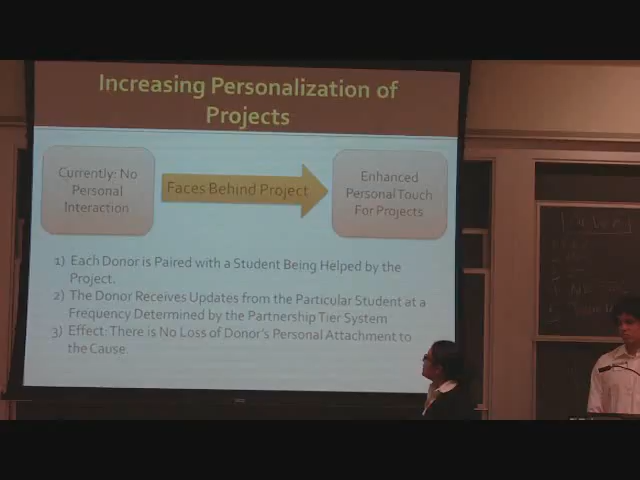 Increasing Personalization of
Projects
Currently: No
Personal
Interaction
Faces Behind Project
Enhanced
Personal Touch
For Projects
1) Each Donor is Paired with a Student Being Helped by the
Project.
2) The Donor Receives Updates from the Particular Student at a
Frequency Determined by the Partnership Tier System
3) Effect: There is No Loss of Donor's Personal Attachment to
the Cause.